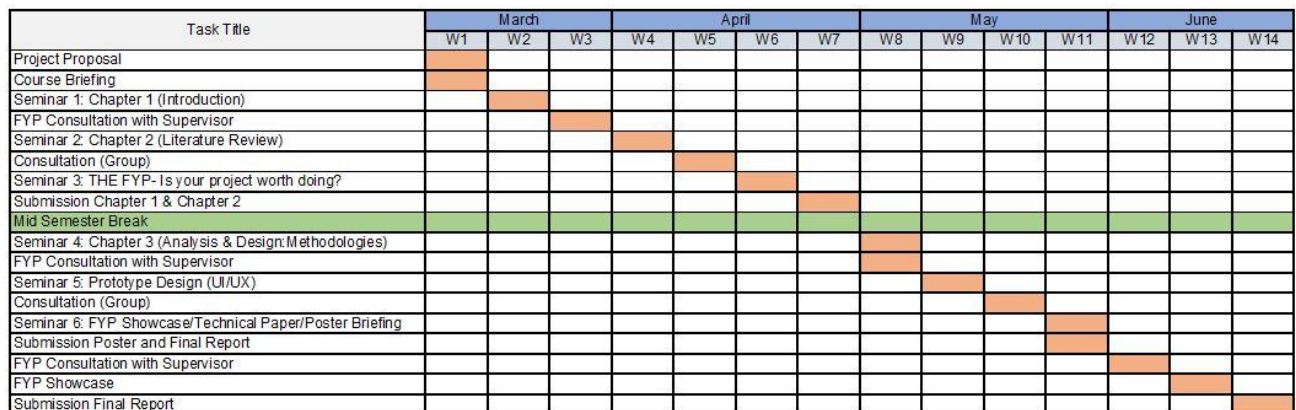 Task Title March April May June
W1 W2 W3 W4 W5 W6 W7 W8 W9 W10 W11 W12 W13 W14
Project Proposal
Course Briefing
Seminar 1: Chapter 1 (Introduction)
FYP Consultation with Supervisor
Seminar 2: Chapter 2 (Literature Review)
Consultation (Group)
Seminar 3: THE FYP- Is your project worth doing?
Submission Chapter 1 & Chapter 2
Mid Semester Break
Seminar 4: Chapter 3 (Analysis & Design:Methodologies)
FYP Consultation with Supervisor
Seminar 5: Prototype Design (UI/UX)
Consultation (Group)
Seminar 6: FYP Showcase/Technical Paper/Poster Briefing
Submission Poster and Final Report
FYP Consultation with Supervisor
FYP Showcase
Submission Final Report